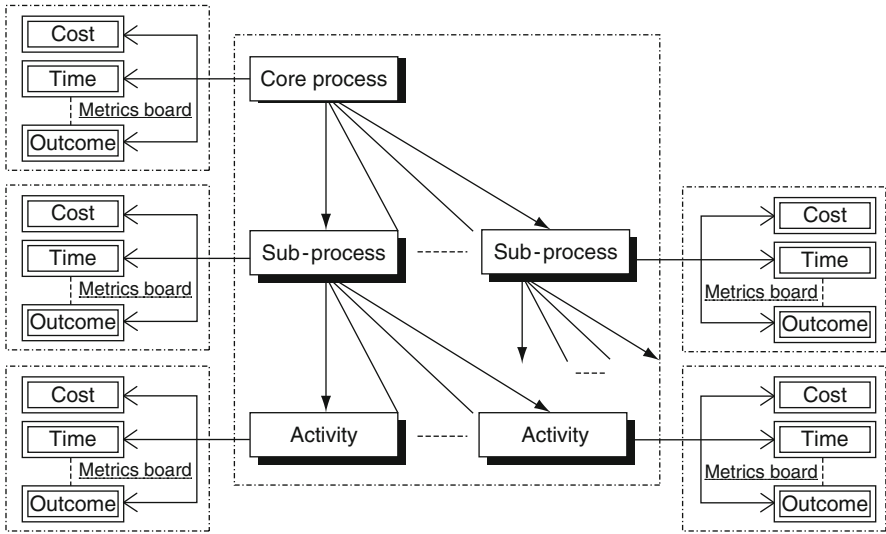 Cost
Time
Metrics board
Outcome
Core process
Cost
Time
Metrics board
Outcome
Sub-process
Sub-process
Cost
Time
Metrics board
Outcome
Cost
Time
Metrics board
Outcome
Activity
Activity
Cost
Time
Metrics board
Outcome